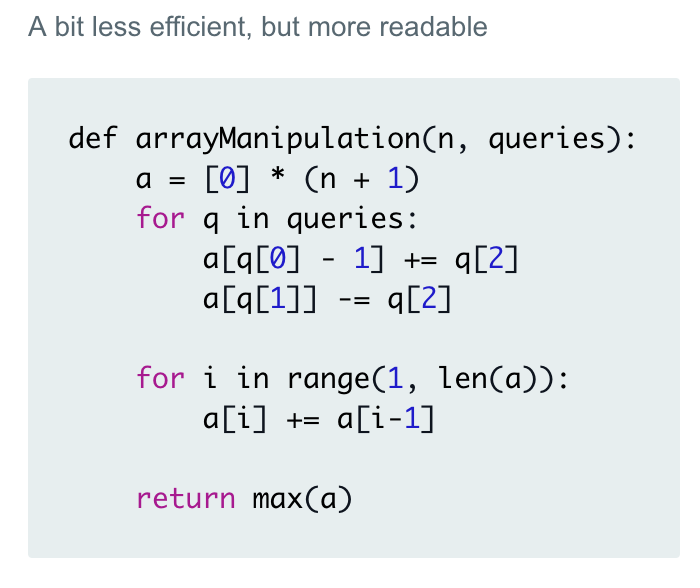 A bit less efficient, but more readable
def arrayManipulation(n, queries):
    a = [0] * (n + 1)
    for q in queries:
        a[q[0] - 1] += q[2]
        a[q[1]] -= q[2]

    for i in range(1, len(a)):
        a[i] += a[i-1]

    return max(a)